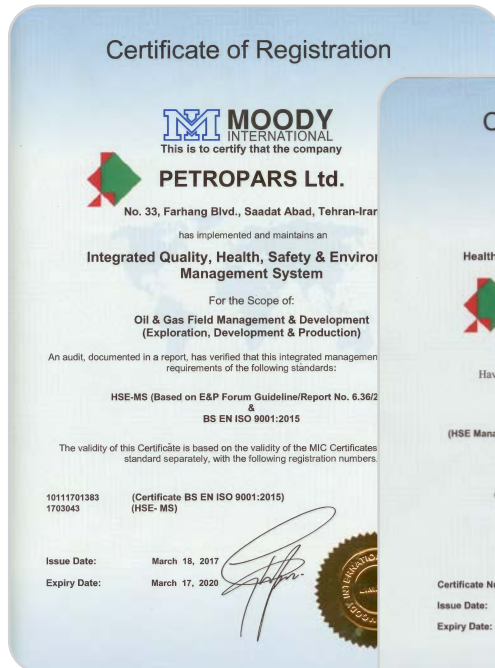 Certificate of Registration
MOODY
INTERNATIONAL
This is to certify that the company
PETROPARS Ltd.
No. 33, Farhang Blvd., Saadat Abad, Tehran-Iran
has implemented and maintains an
Integrated Quality, Health, Safety & Environ
Management System
For the Scope of:
Oil & Gas Field Management & Development
(Exploration, Development & Production)
An audit, documented in a report, has verified that this integrated managemen
requirements of the following standards:
HSE-MS (Based on E&P Forum Guideline/Report No. 6.36/2
&
BS EN ISO 9001:2015
The validity of this Certificate is based on the validity of the MIC Certificates
standard separately, with the following registration numbers.
10111701383 (Certificate BS EN ISO 9001:2015)
1703043 (HSE- MS)
Issue Date: March 18, 2017
Expiry Date: March 17, 2020
C
Health
Hav
(HSE Mana
Certificate N
Issue Date:
Expiry Date: